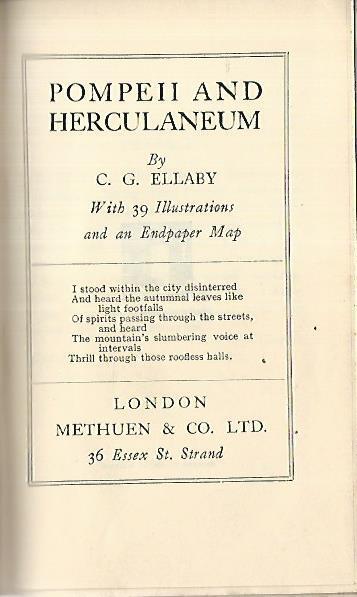 POMPEII AND
HERCULANEUM
By
C. G. ELLABY
With 39 Illustrations
and an Endpaper Map
I stood within the city disinterred
And heard the autumnal leaves like
light footfalls
Of spirits passing through the streets,
and heard
The mountain's slumbering voice at
intervals
Thrill through those roofless halls.
LONDON
METHUEN & CO. LTD.
36 Essex St. Strand